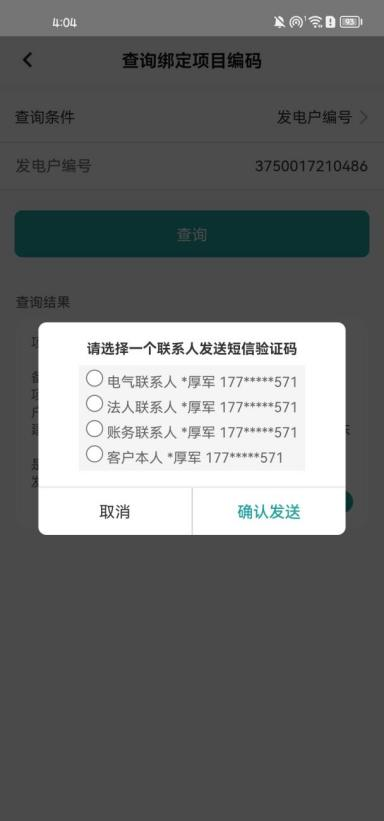 4:04
93
查询绑定项目编码
查询条件
发电户编号
发电户编号
3750017210486
查询
查询结果
请选择一个联系人发送短信验证码
电气联系人 *厚军 177*****571
法人联系人 *厚军 177*****571
账务联系人 *厚军 177*****571
客户本人 *厚军 177*****571
取消
确认发送